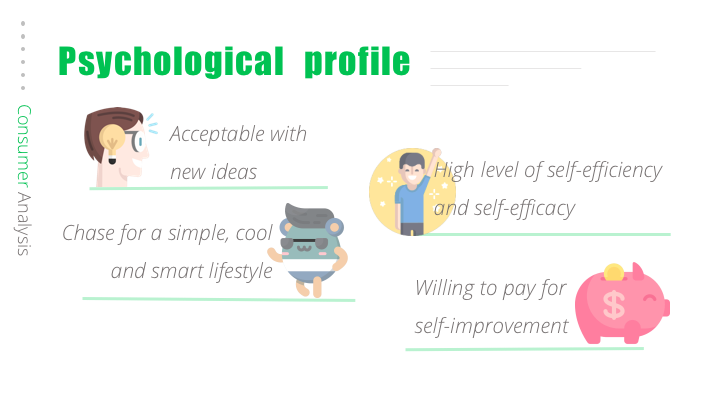 Psychological profile
Consumer Analysis
Acceptable with
new ideas
Chase for a simple, cool
and smart lifestyle
High level of self-efficiency
and self-efficacy
Willing to pay for
self-improvement
$